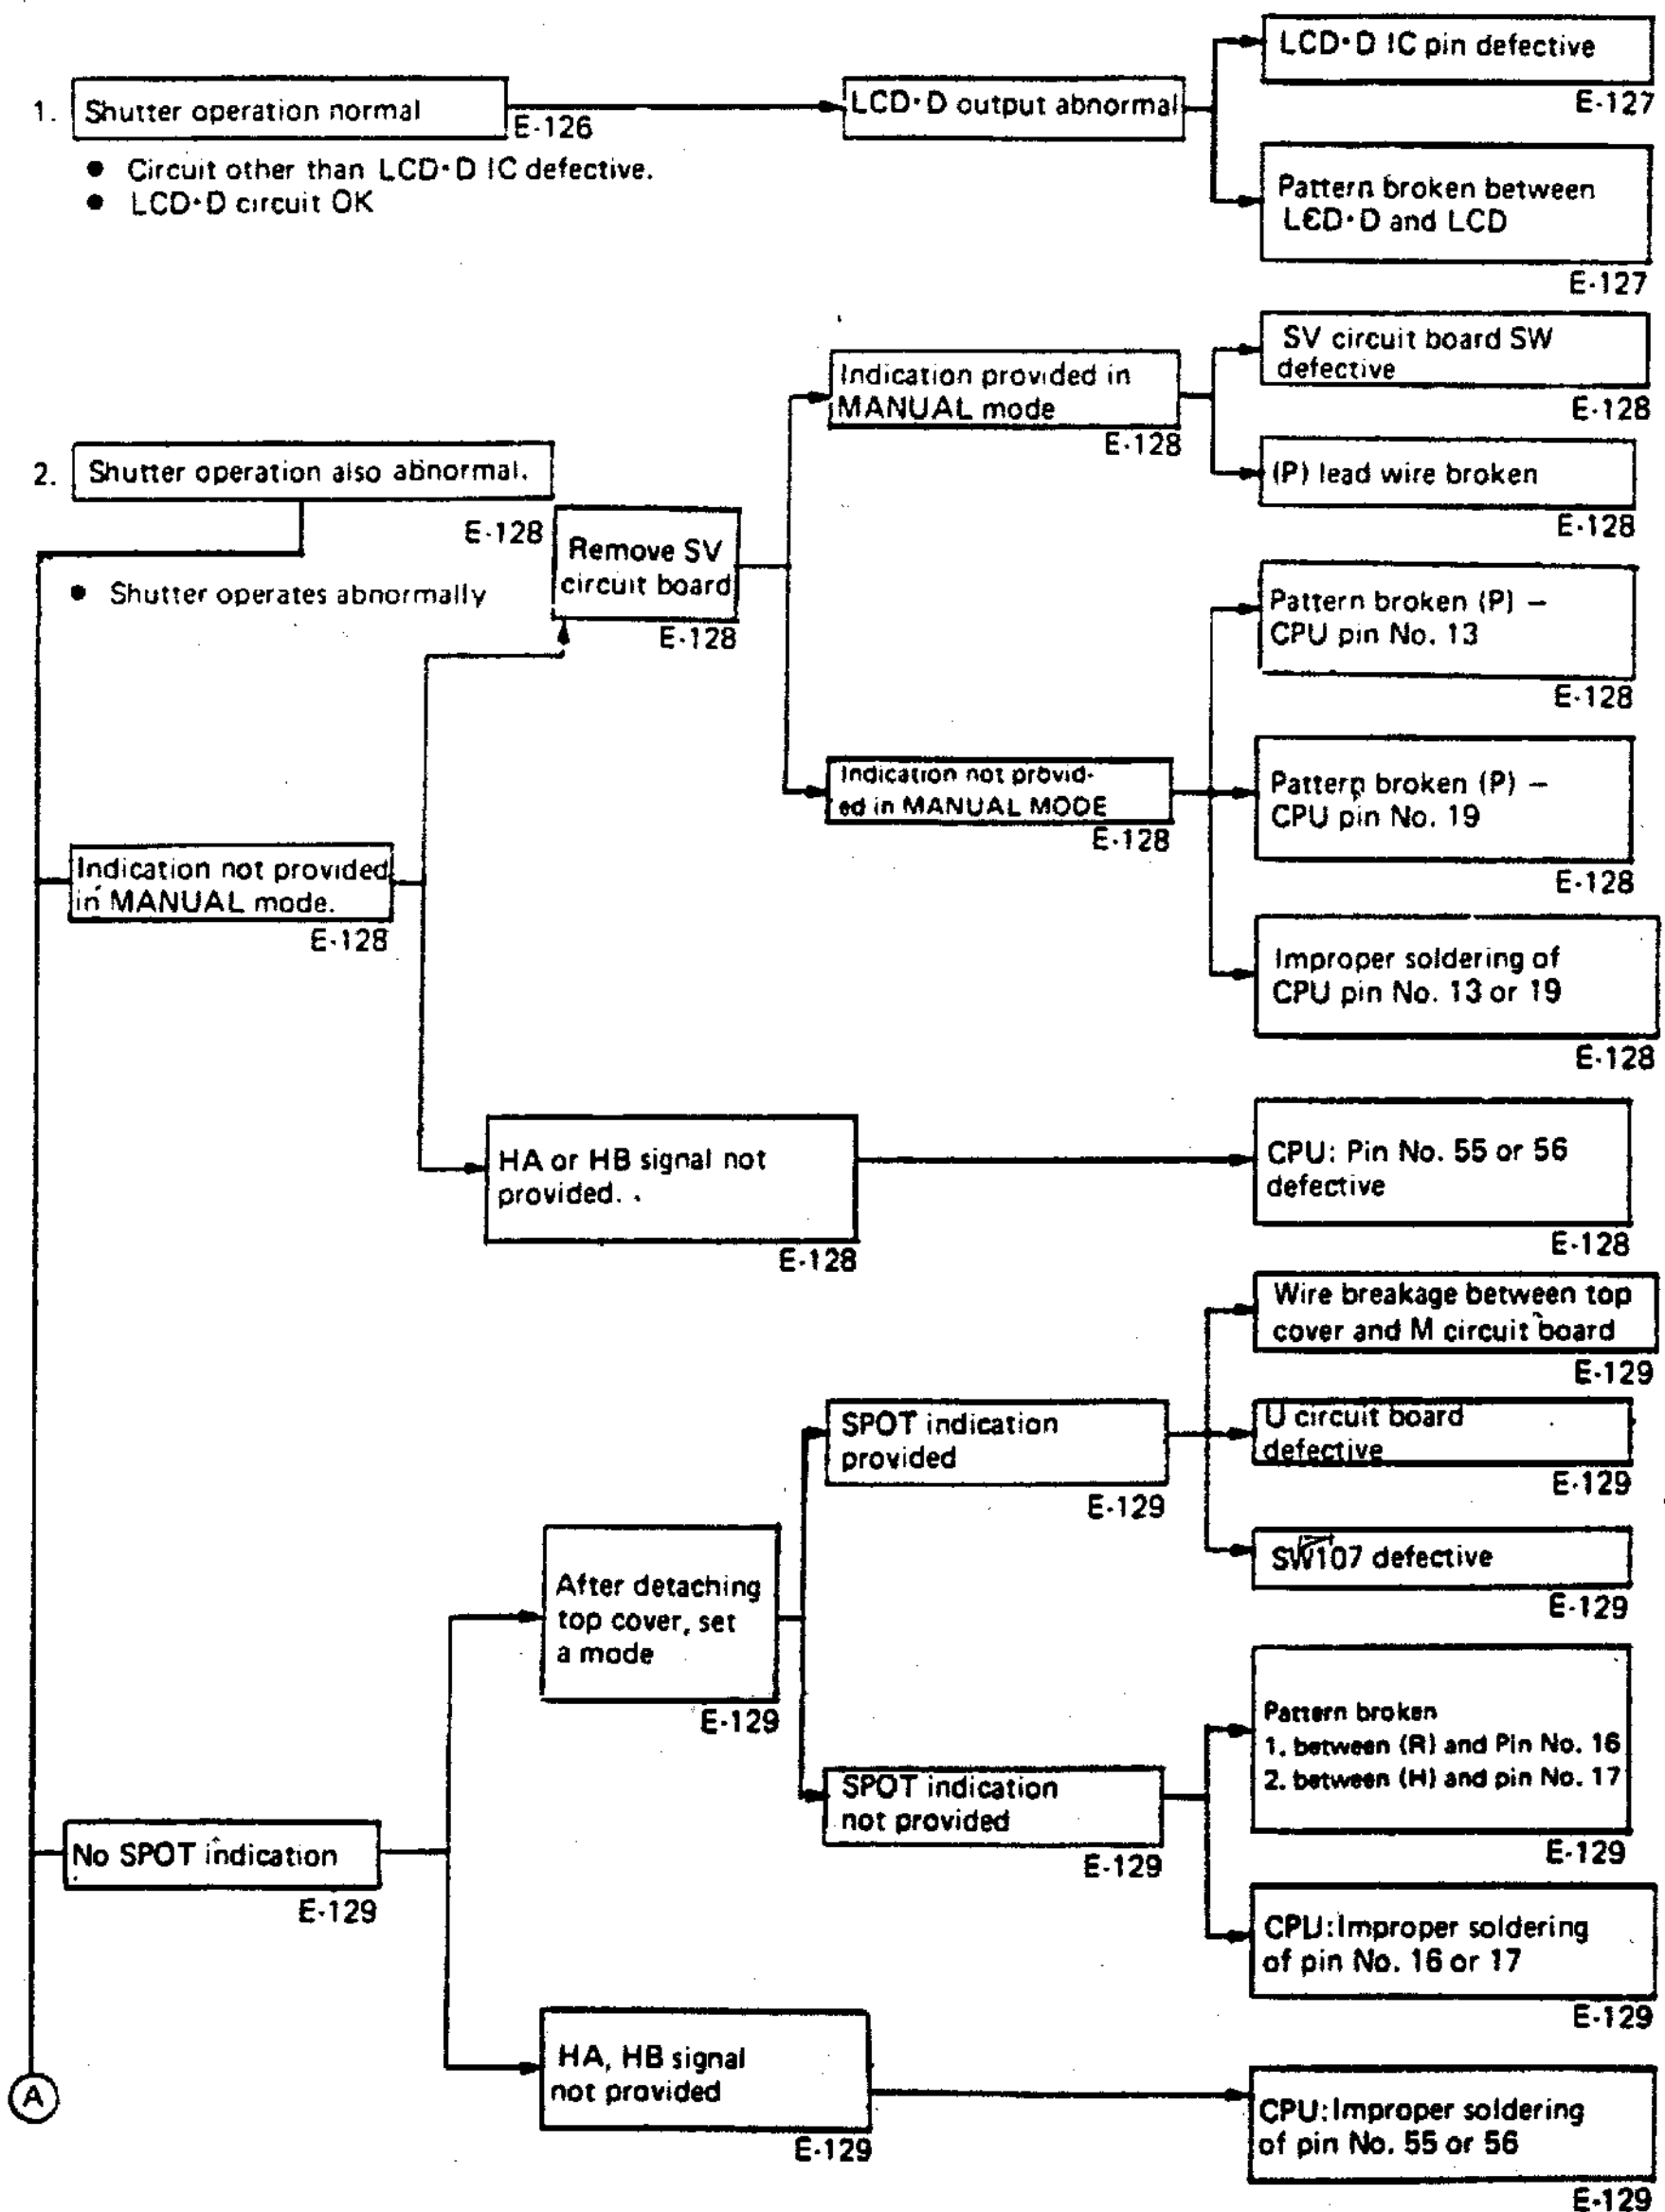 1. Shutter operation normal
E-126
● Circuit other than LCD·D IC defective.
● LCD·D circuit OK
LCD·D output abnormal
LCD·D IC pin defective
E-127
Pattern broken between
LCD·D and LCD
E-127
2. Shutter operation also abnormal.
E-128
● Shutter operates abnormally
Indication not provided
in MANUAL mode.
E-128
Remove SV
circuit board
E-128
Indication provided in
MANUAL mode
E-128
SV circuit board SW
defective
E-128
(P) lead wire broken
E-128
Indication not provid-
ed in MANUAL MODE
E-128
Pattern broken (P) –
CPU pin No. 13
E-128
Pattern broken (P) –
CPU pin No. 19
E-128
Improper soldering of
CPU pin No. 13 or 19
E-128
HA or HB signal not
provided.
E-128
CPU: Pin No. 55 or 56
defective
E-128
No SPOT indication
E-129
After detaching
top cover, set
a mode
E-129
SPOT indication
provided
E-129
Wire breakage between top
cover and M circuit board
E-129
U circuit board
defective
E-129
SW107 defective
E-129
SPOT indication
not provided
E-129
Pattern broken
1. between (R) and Pin No. 16
2. between (H) and pin No. 17
E-129
CPU:Improper soldering
of pin No. 16 or 17
E-129
HA, HB signal
not provided
E-129
CPU:Improper soldering
of pin No. 55 or 56
E-129
A